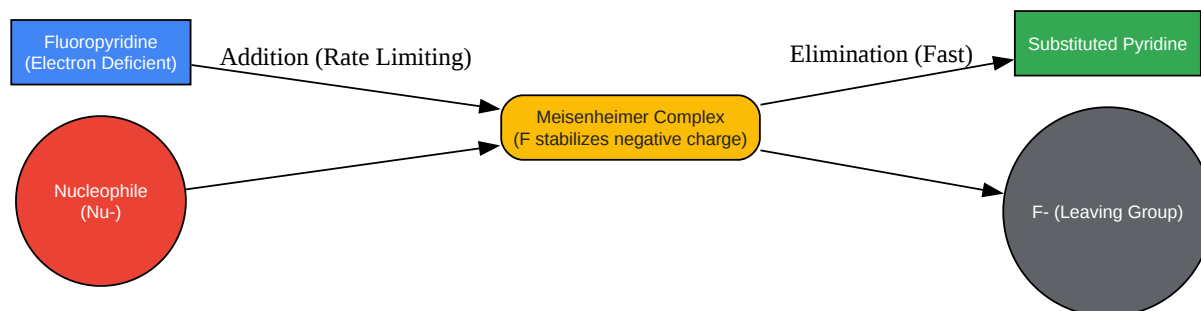 Fluoropyridine
(Electron Deficient)
Addition (Rate Limiting)
Nucleophile
(Nu-)
Meisenheimer Complex
(F stabilizes negative charge)
Elimination (Fast)
Substituted Pyridine
F- (Leaving Group)